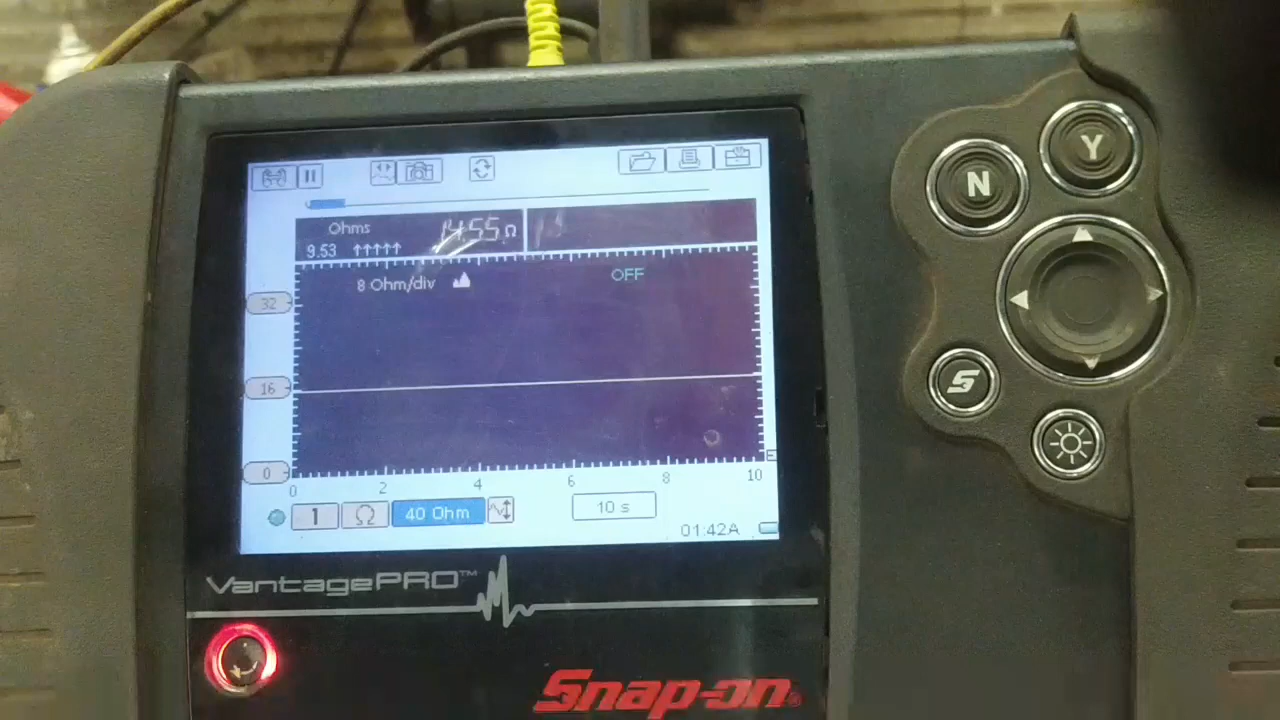 Ohms 14.55 Ω
9.53 ↑↑↑↑↑
8 Ohm/div OFF
32
16
0
0 2 4 6 8 10
1 Ω 40 Ohm 10 s
01:42A
VantagePRO™
Snap-on®
N
Y
S